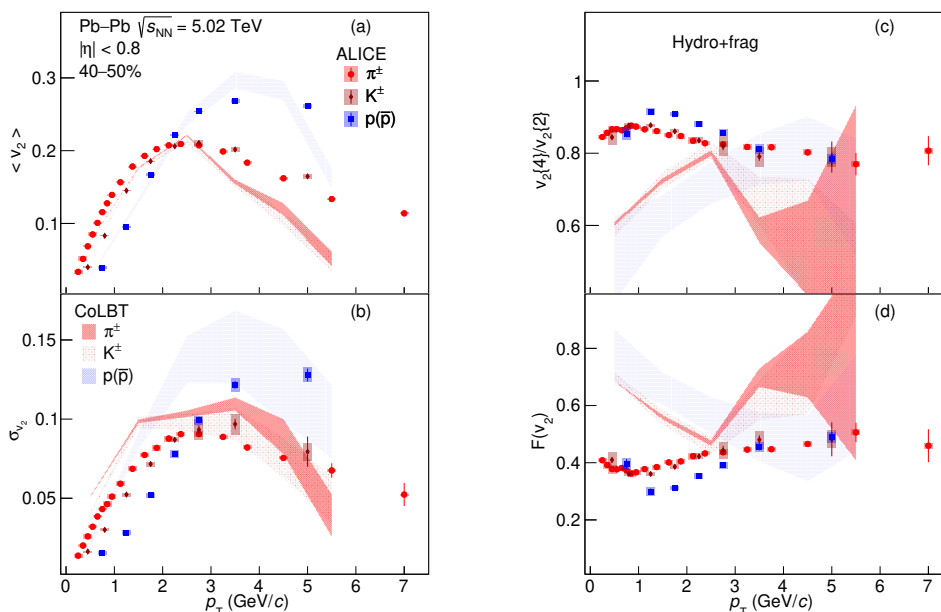 Pb–Pb √sNN = 5.02 TeV
|η| < 0.8
40–50%
(a)
ALICE
π±
K±
p(p̅)
0.3
0.2
0.1
< v2 >
CoLBT
π±
K±
p(p̅)
(b)
0.15
0.1
0.05
σv2
0 1 2 3 4 5 6 7
pT (GeV/c)
Hydro+frag
(c)
1
0.8
0.6
v2{4}/v2{2}
(d)
0.8
0.6
0.4
0.2
0
F(v2)
0 1 2 3 4 5 6 7
pT (GeV/c)